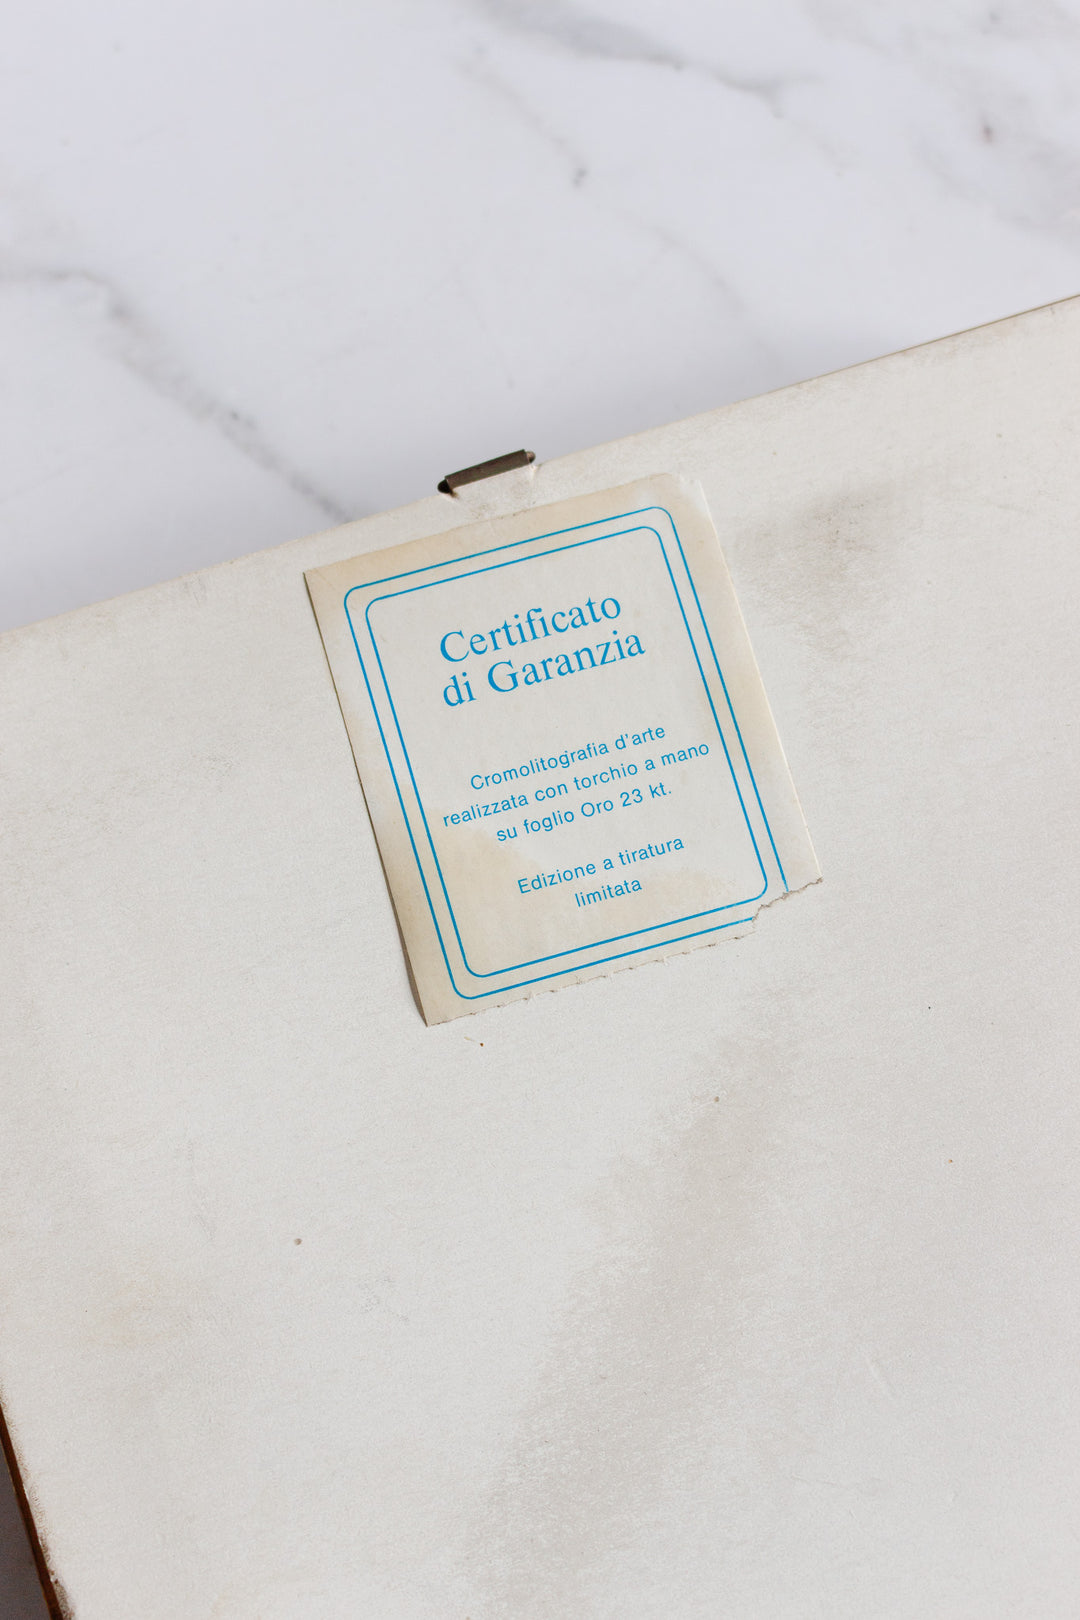 Certificato
di Garanzia
Cromolitografia d'arte
realizzata con torchio a mano
su foglio Oro 23 kt.
Edizione a tiratura
limitata